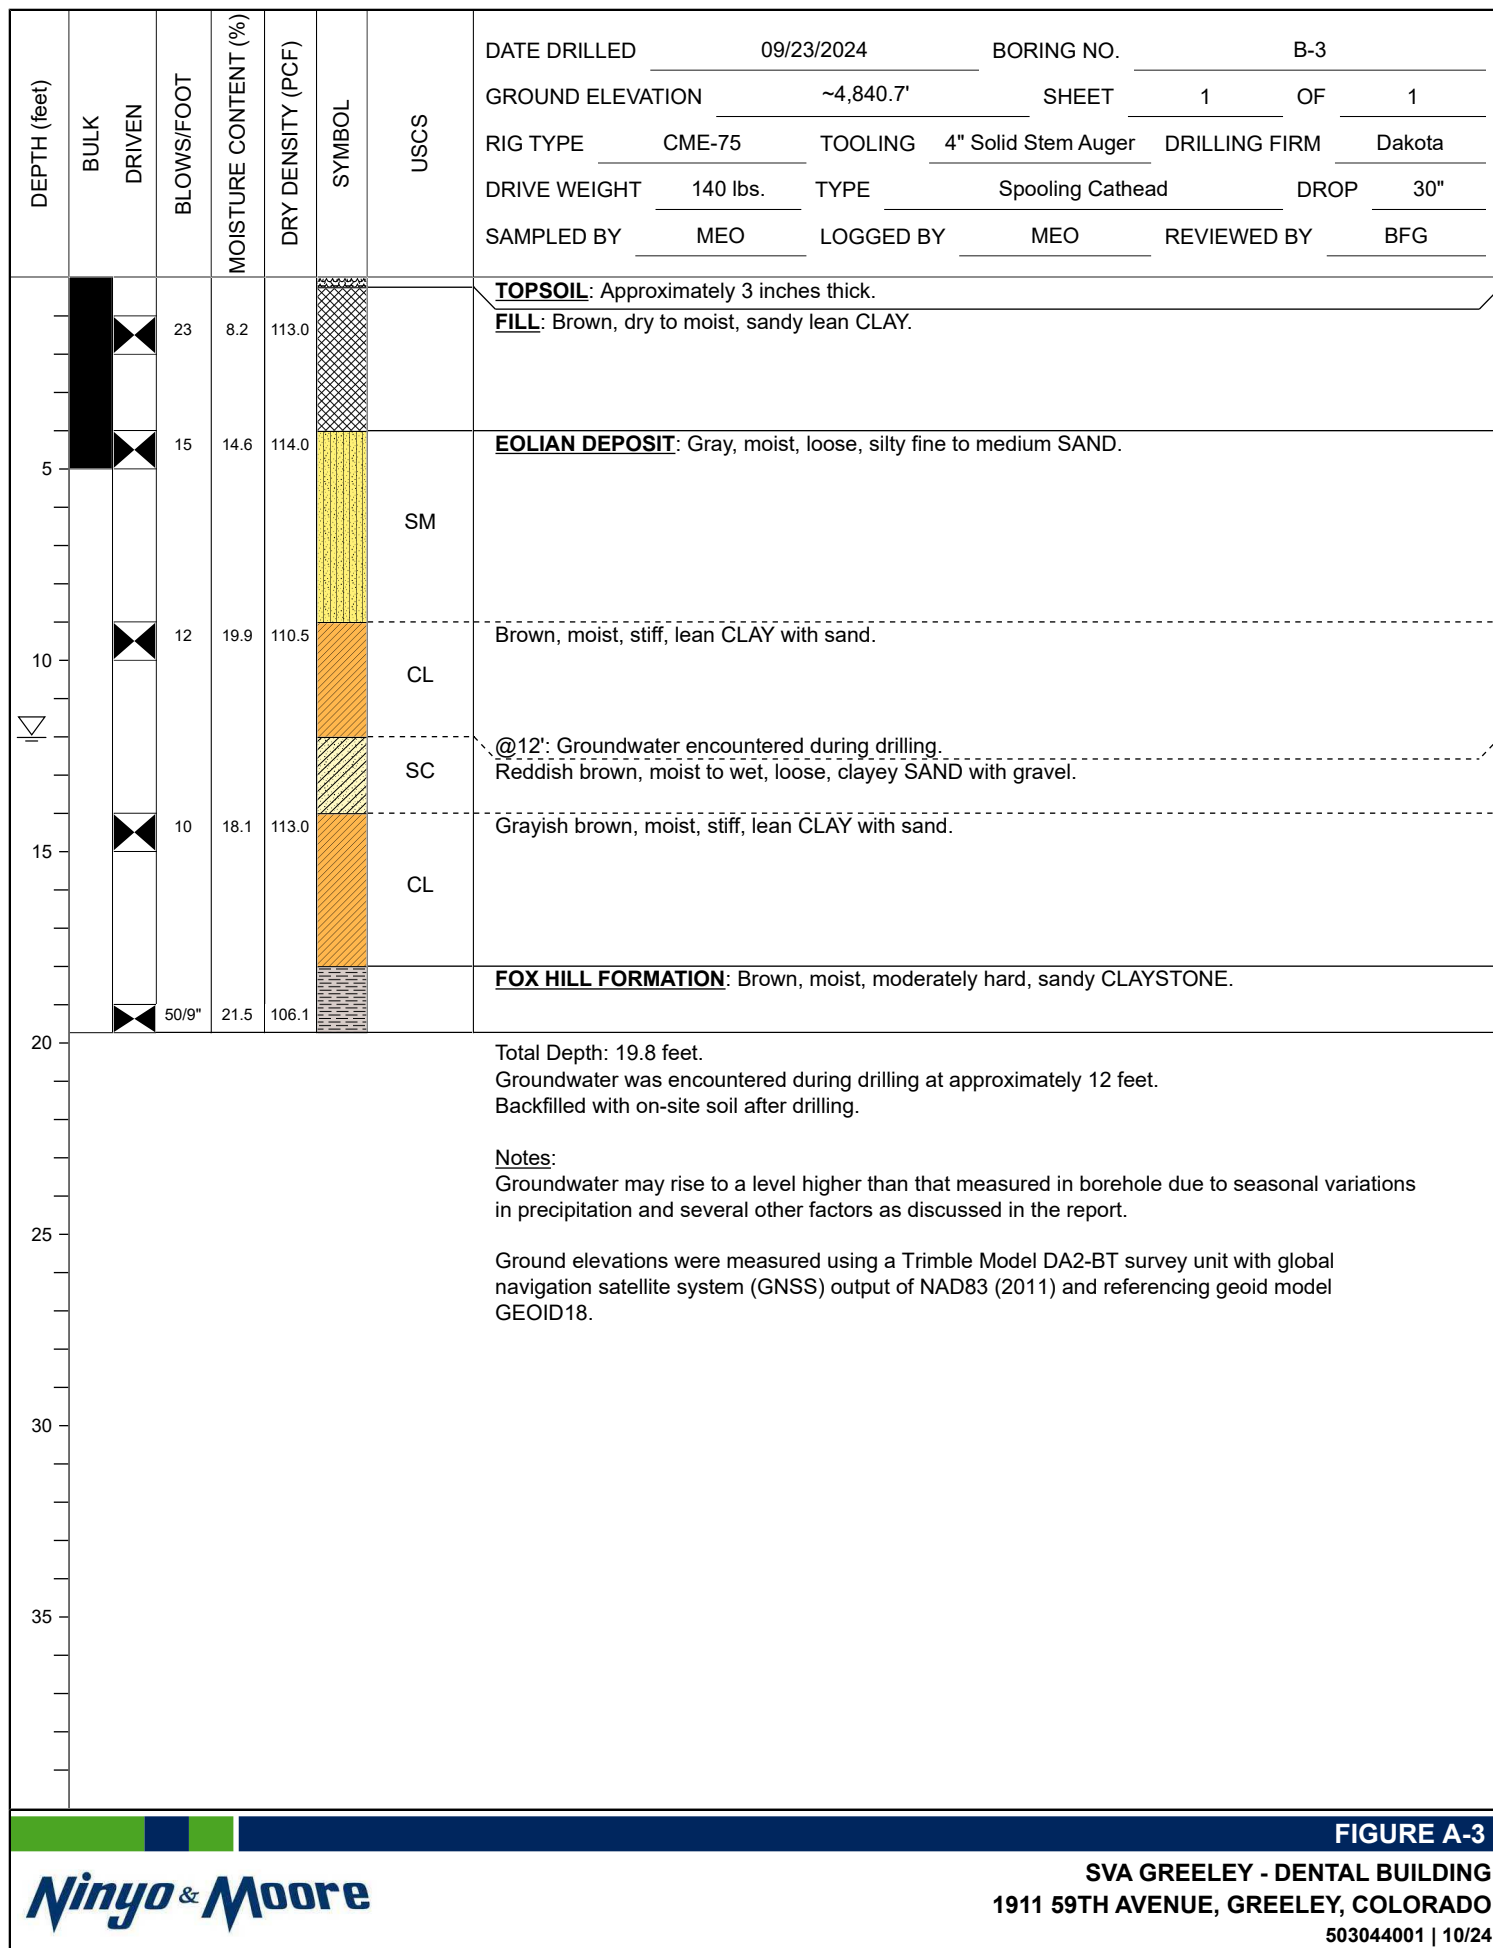 DEPTH (feet)
BULK
DRIVEN
BLOWS/FOOT
MOISTURE CONTENT (%)
DRY DENSITY (PCF)
SYMBOL
USCS
DATE DRILLED 09/23/2024 BORING NO. B-3
GROUND ELEVATION ~4,840.7' SHEET 1 OF 1
RIG TYPE CME-75 TOOLING 4" Solid Stem Auger DRILLING FIRM Dakota
DRIVE WEIGHT 140 lbs. TYPE Spooling Cathead DROP 30"
SAMPLED BY MEO LOGGED BY MEO REVIEWED BY BFG
TOPSOIL: Approximately 3 inches thick.
FILL: Brown, dry to moist, sandy lean CLAY.
23 8.2 113.0
15 14.6 114.0 EOLIAN DEPOSIT: Gray, moist, loose, silty fine to medium SAND.
5
SM
12 19.9 110.5 Brown, moist, stiff, lean CLAY with sand.
10
CL
@12': Groundwater encountered during drilling.
SC Reddish brown, moist to wet, loose, clayey SAND with gravel.
10 18.1 113.0 Grayish brown, moist, stiff, lean CLAY with sand.
15
CL
FOX HILL FORMATION: Brown, moist, moderately hard, sandy CLAYSTONE.
50/9" 21.5 106.1
20
Total Depth: 19.8 feet.
Groundwater was encountered during drilling at approximately 12 feet.
Backfilled with on-site soil after drilling.
Notes:
Groundwater may rise to a level higher than that measured in borehole due to seasonal variations
in precipitation and several other factors as discussed in the report.
25
Ground elevations were measured using a Trimble Model DA2-BT survey unit with global
navigation satellite system (GNSS) output of NAD83 (2011) and referencing geoid model
GEOID18.
30
35
FIGURE A-3
Ninyo & Moore
SVA GREELEY - DENTAL BUILDING
1911 59TH AVENUE, GREELEY, COLORADO
503044001 | 10/24